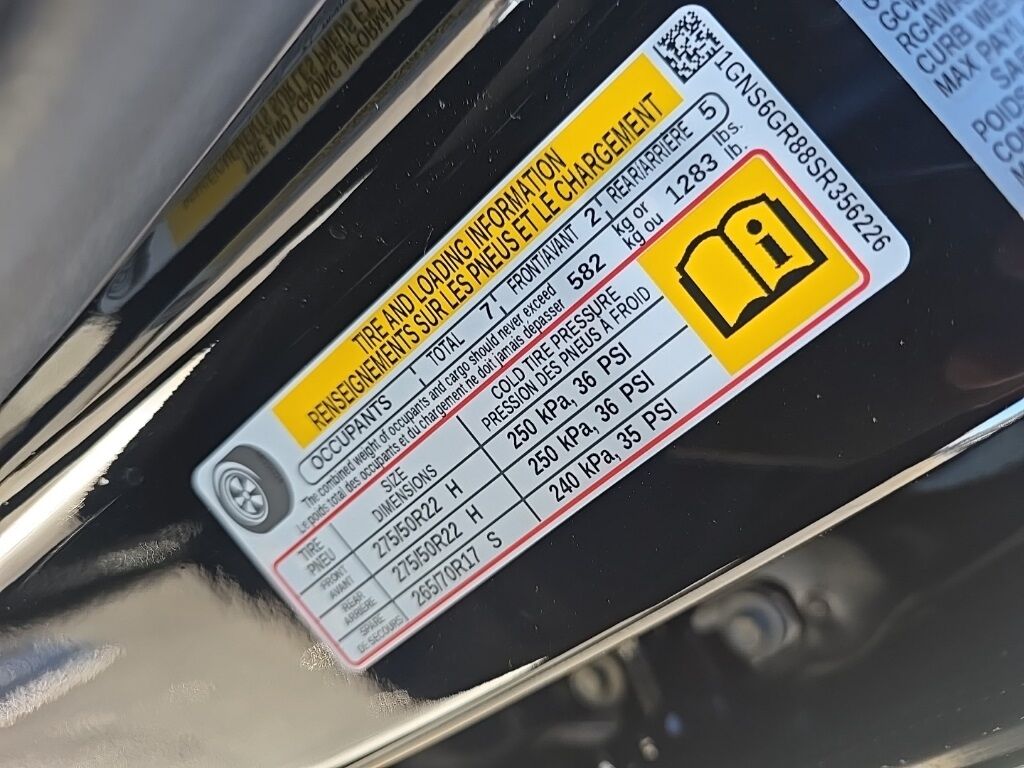 1GNS6GR88SR356226
TIRE AND LOADING INFORMATION
RENSEIGNEMENTS SUR LES PNEUS ET LE CHARGEMENT
OCCUPANTS TOTAL 7 FRONT/AVANT 2 REAR/ARRIÈRE 5
The combined weight of occupants and cargo should never exceed 582 kg or 1283 lbs.
Le poids total des occupants et du chargement ne doit jamais dépasser kg ou lb.
TIRE SIZE COLD TIRE PRESSURE
PNEU DIMENSIONS PRESSION DES PNEUS À FROID
FRONT
AVANT 275/50R22 H 250 kPa, 36 PSI
REAR
ARRIERE 275/50R22 H 250 kPa, 36 PSI
SPARE
DE SECOURS 265/70R17 S 240 kPa, 35 PSI
i
RGAWR
CURB WE
MAX PAYL
SAF
POIDS